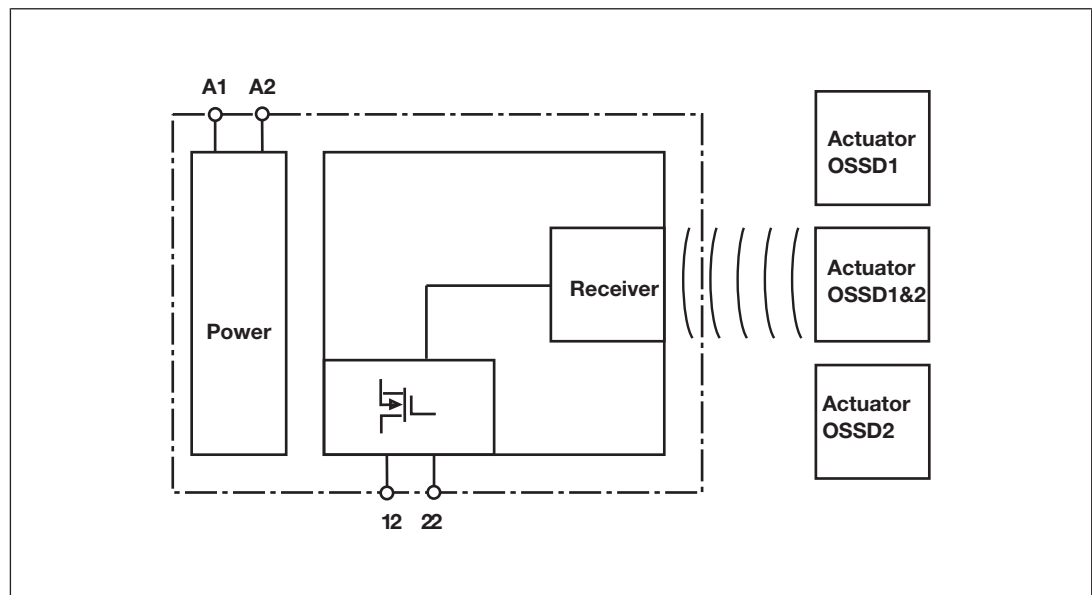 A1 A2
Actuator
OSSD1
Actuator
OSSD1&2
Receiver
Power
Actuator
OSSD2
12 22